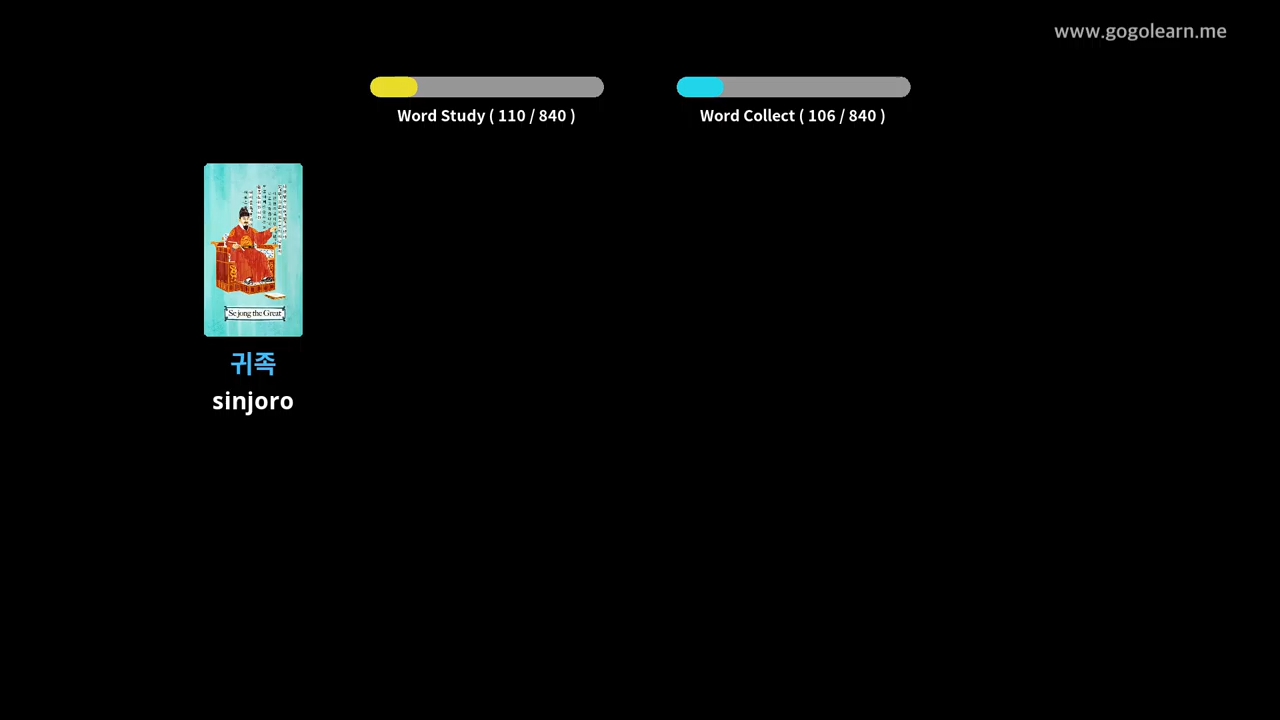 www.gogolearn.me
Word Study ( 110 / 840 )
Word Collect ( 106 / 840 )
Sejong the Great
귀족
sinjoro